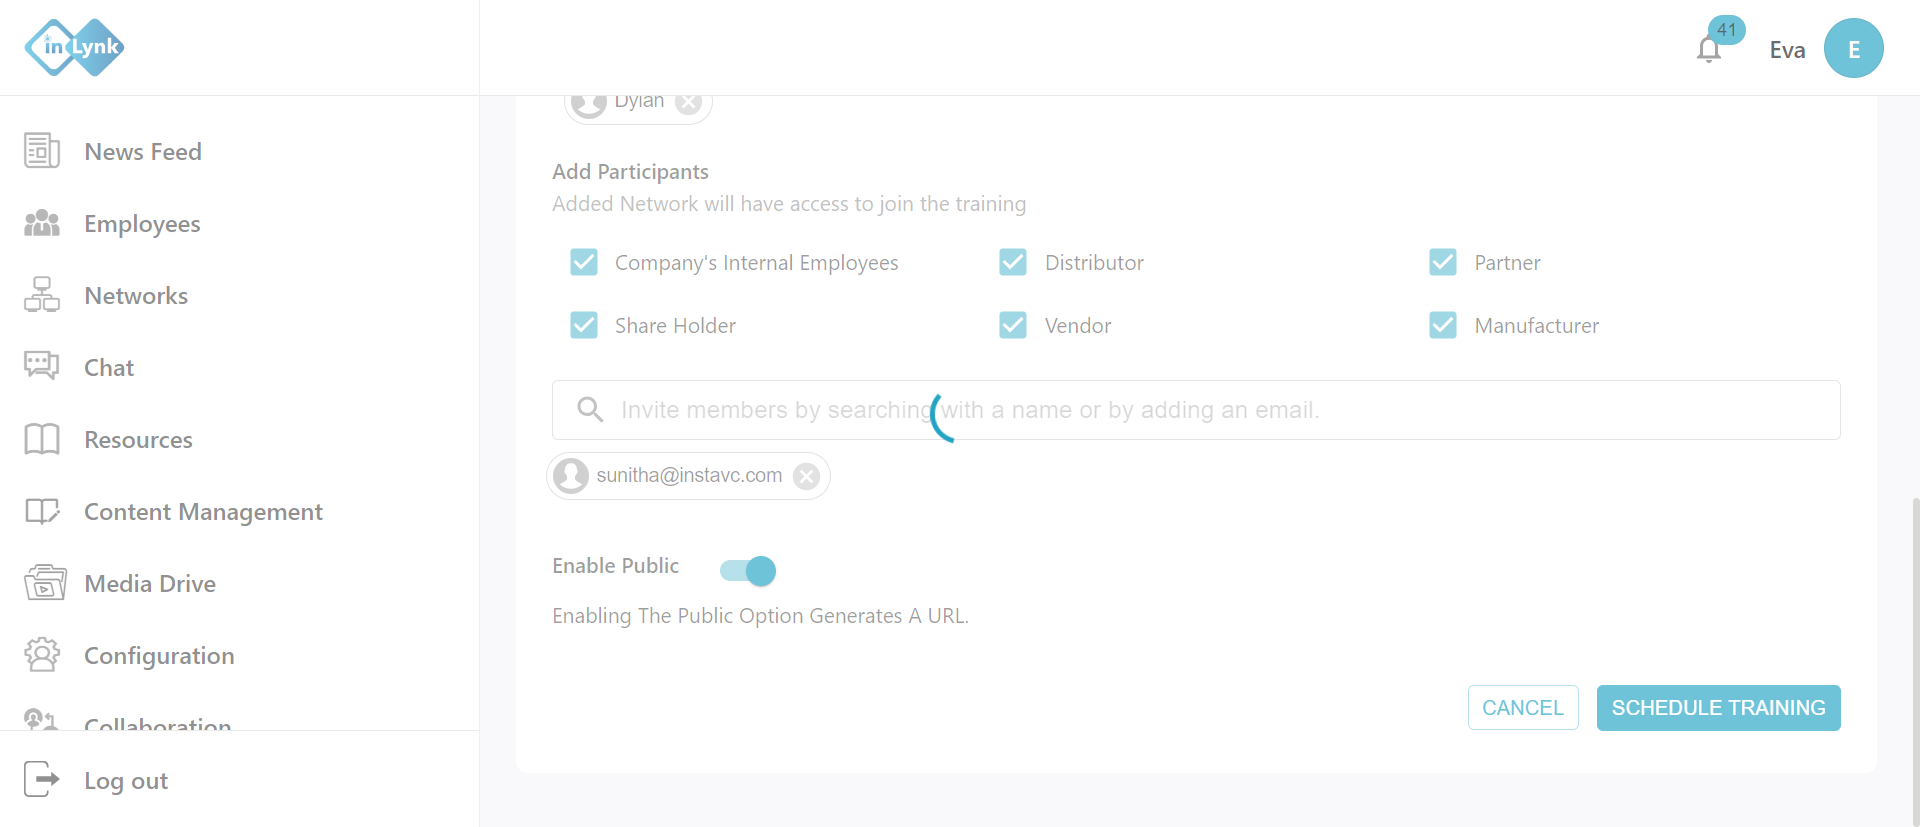 in Lynk
41
Eva
E
News Feed
Employees
Networks
Chat
Resources
Content Management
Media Drive
Configuration
Collaboration
Log out
Dylan
Add Participants
Added Network will have access to join the training
Company's Internal Employees
Distributor
Partner
Share Holder
Vendor
Manufacturer
Invite members by searching with a name or by adding an email.
sunitha@instavc.com
Enable Public
Enabling The Public Option Generates A URL.
CANCEL
SCHEDULE TRAINING